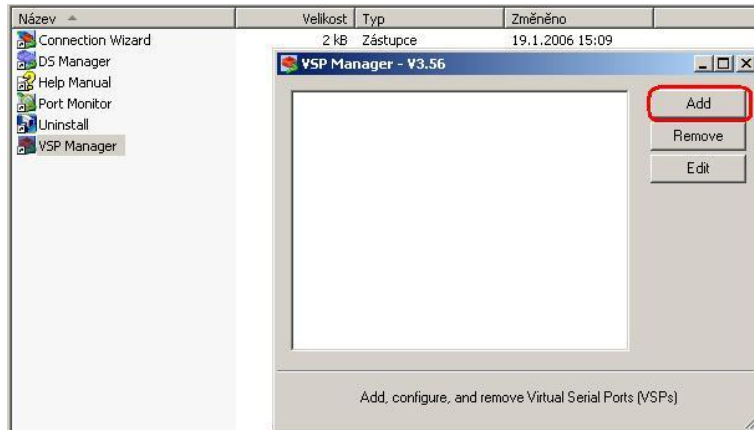 Název Velikost Typ Změněno
Connection Wizard 2 kB Zástupce 19.1.2006 15:09
DS Manager
Help Manual
Port Monitor
Uninstall
VSP Manager
VSP Manager - V3.56
Add
Remove
Edit
Add, configure, and remove Virtual Serial Ports (VSPs)